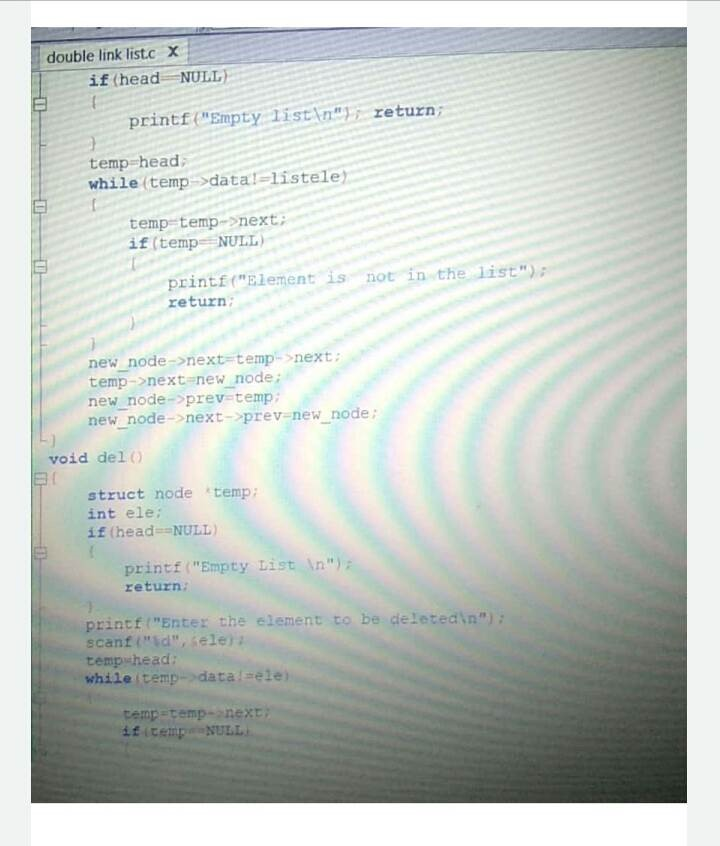 double link list.c X
if(head==NULL)
{
printf("Empty list\n"); return;
}
temp=head;
while(temp->data!=listele)
{
temp=temp->next;
if(temp==NULL)
{
printf("Element is not in the list");
return;
}
}
new_node->next=temp->next;
temp->next=new_node;
new_node->prev=temp;
new_node->next->prev=new_node;
}
void del()
{
struct node *temp;
int ele;
if(head==NULL)
{
printf("Empty List \n");
return;
}
printf("Enter the element to be deleted\n");
scanf("%d",&ele);
temp=head;
while(temp->data!=ele)
{
temp=temp->next;
if(temp==NULL)
{